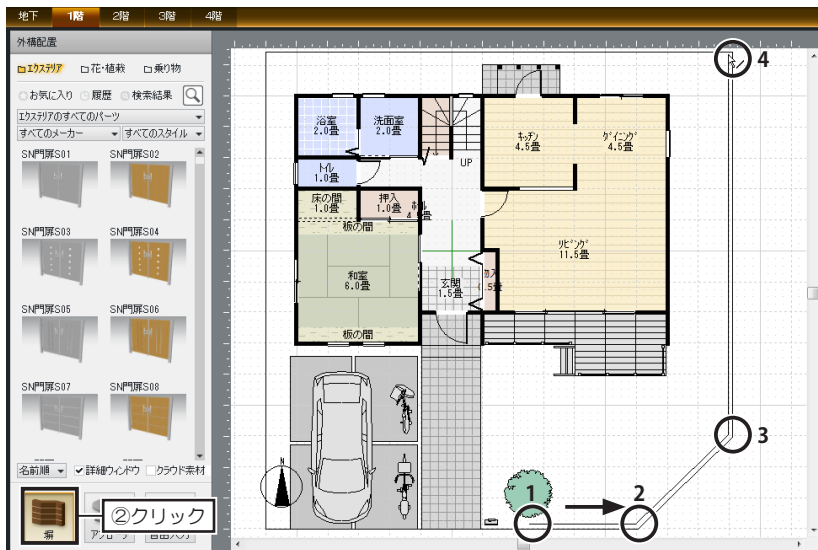 地下 1階 2階 3階 4階
外構配置
エクステリア 花・植栽 乗り物
お気に入り 履歴 検索結果
エクステリアのすべてのパーツ
すべてのメーカー すべてのスタイル
SN門扉S01 SN門扉S02
SN門扉S03 SN門扉S04
SN門扉S05 SN門扉S06
SN門扉S07 SN門扉S08
名前順 詳細ウィンドウ クラウド素材
塀
②クリック
浴室
2.0畳
洗面室
2.0畳
UP
キッチン
4.5畳
ダイニング
4.5畳
トイレ
1.0畳
床の間
1.0畳
押入
1.0畳
板の間
リビング
11.5畳
和室
6.0畳
玄関
1.5畳
板の間
N
1
2
3
4